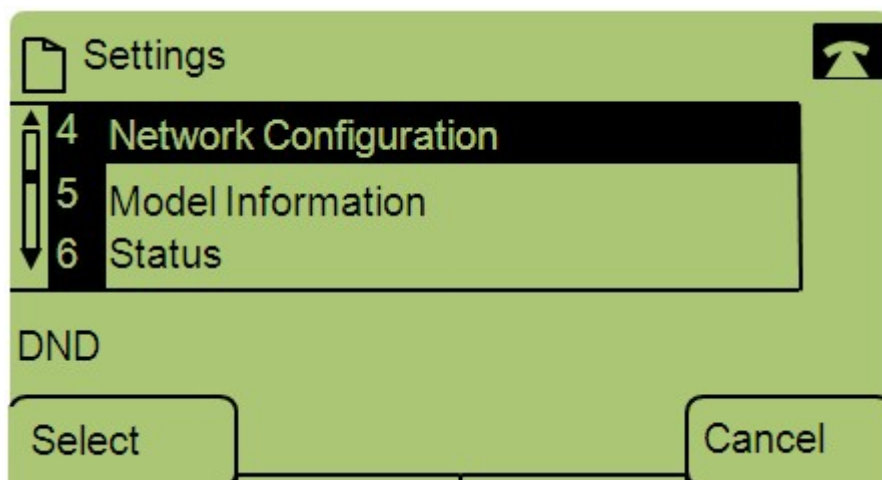 Settings
4 Network Configuration
5 Model Information
6 Status
DND
Select Cancel